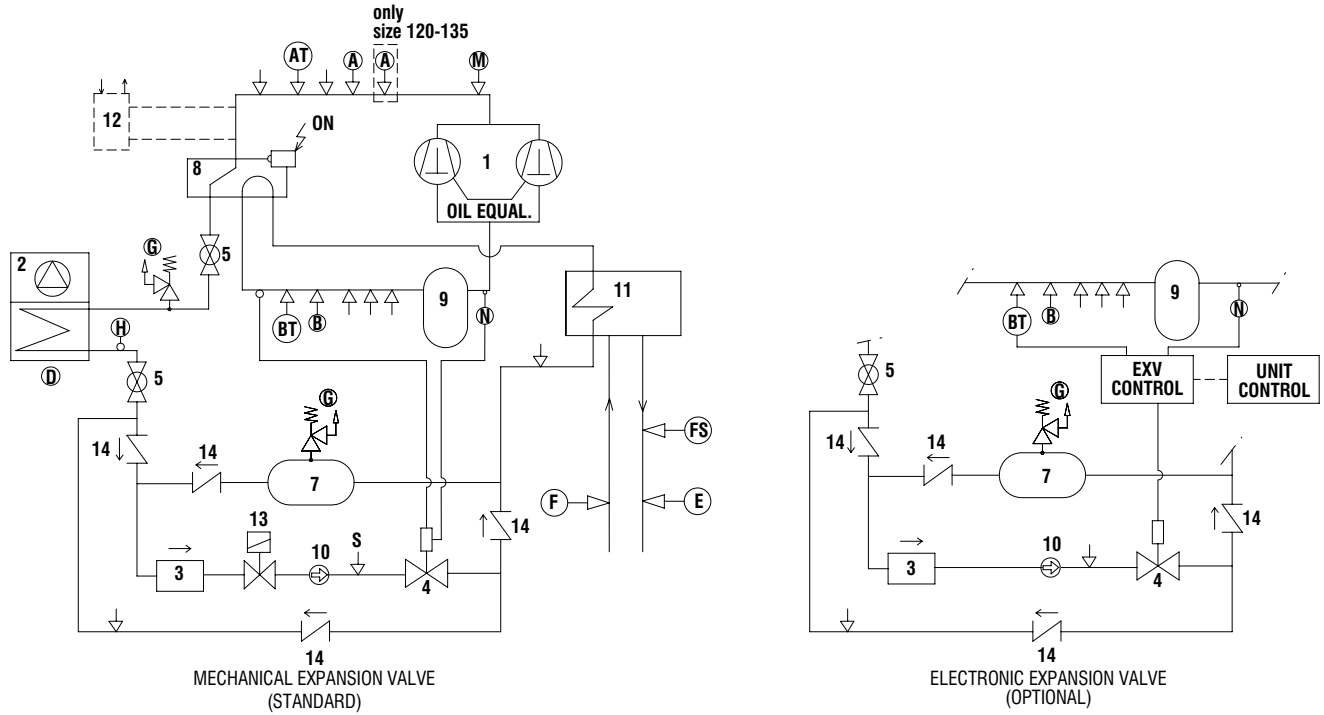 only
size 120-135
AT
A
A
M
12
ON
8
1
OIL EQUAL.
G
5
2
9
11
BT
B
N
H
D
5
G
FS
14
14
7
F
E
14
13
S
10
3
4
14
MECHANICAL EXPANSION VALVE
(STANDARD)
9
BT
B
N
EXV
CONTROL
UNIT
CONTROL
5
G
14
14
7
14
10
3
4
14
ELECTRONIC EXPANSION VALVE
(OPTIONAL)